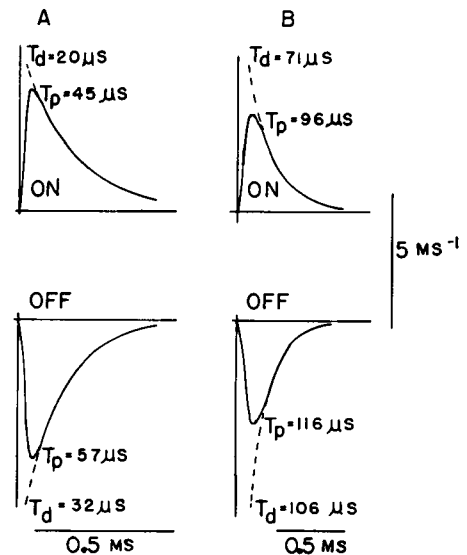 A
B
Td=20µS
Td=71µS
Tp=45µS
Tp=96µS
ON
ON
5 MS-1
OFF
OFF
Tp=57µS
Tp=116µS
Td=32µS
Td=106µS
0.5 MS
0.5 MS